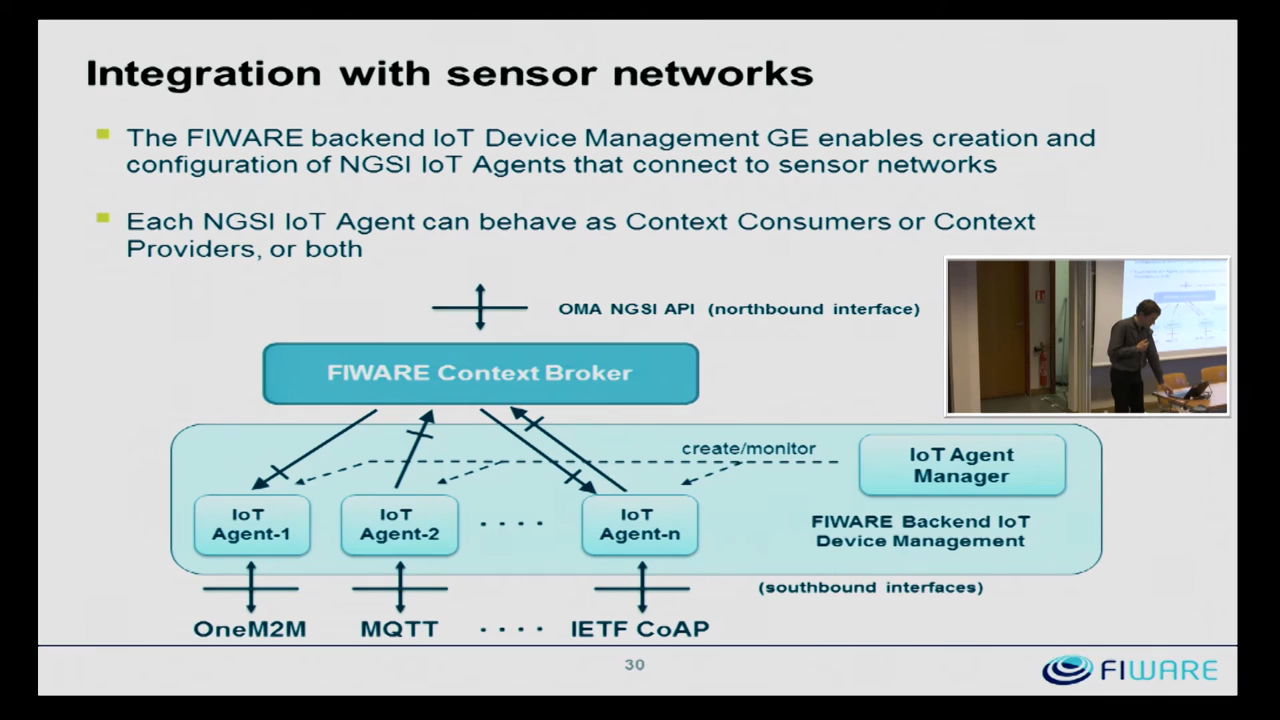 Integration with sensor networks
The FIWARE backend IoT Device Management GE enables creation and
configuration of NGSI IoT Agents that connect to sensor networks
Each NGSI IoT Agent can behave as Context Consumers or Context
Providers, or both
OMA NGSI API (northbound interface)
FIWARE Context Broker
create/monitor
IoT Agent
Manager
IoT
Agent-1
IoT
Agent-2
. . . .
IoT
Agent-n
FIWARE Backend IoT
Device Management
(southbound interfaces)
OneM2M
MQTT
. . . .
IETF CoAP
30
FIWARE